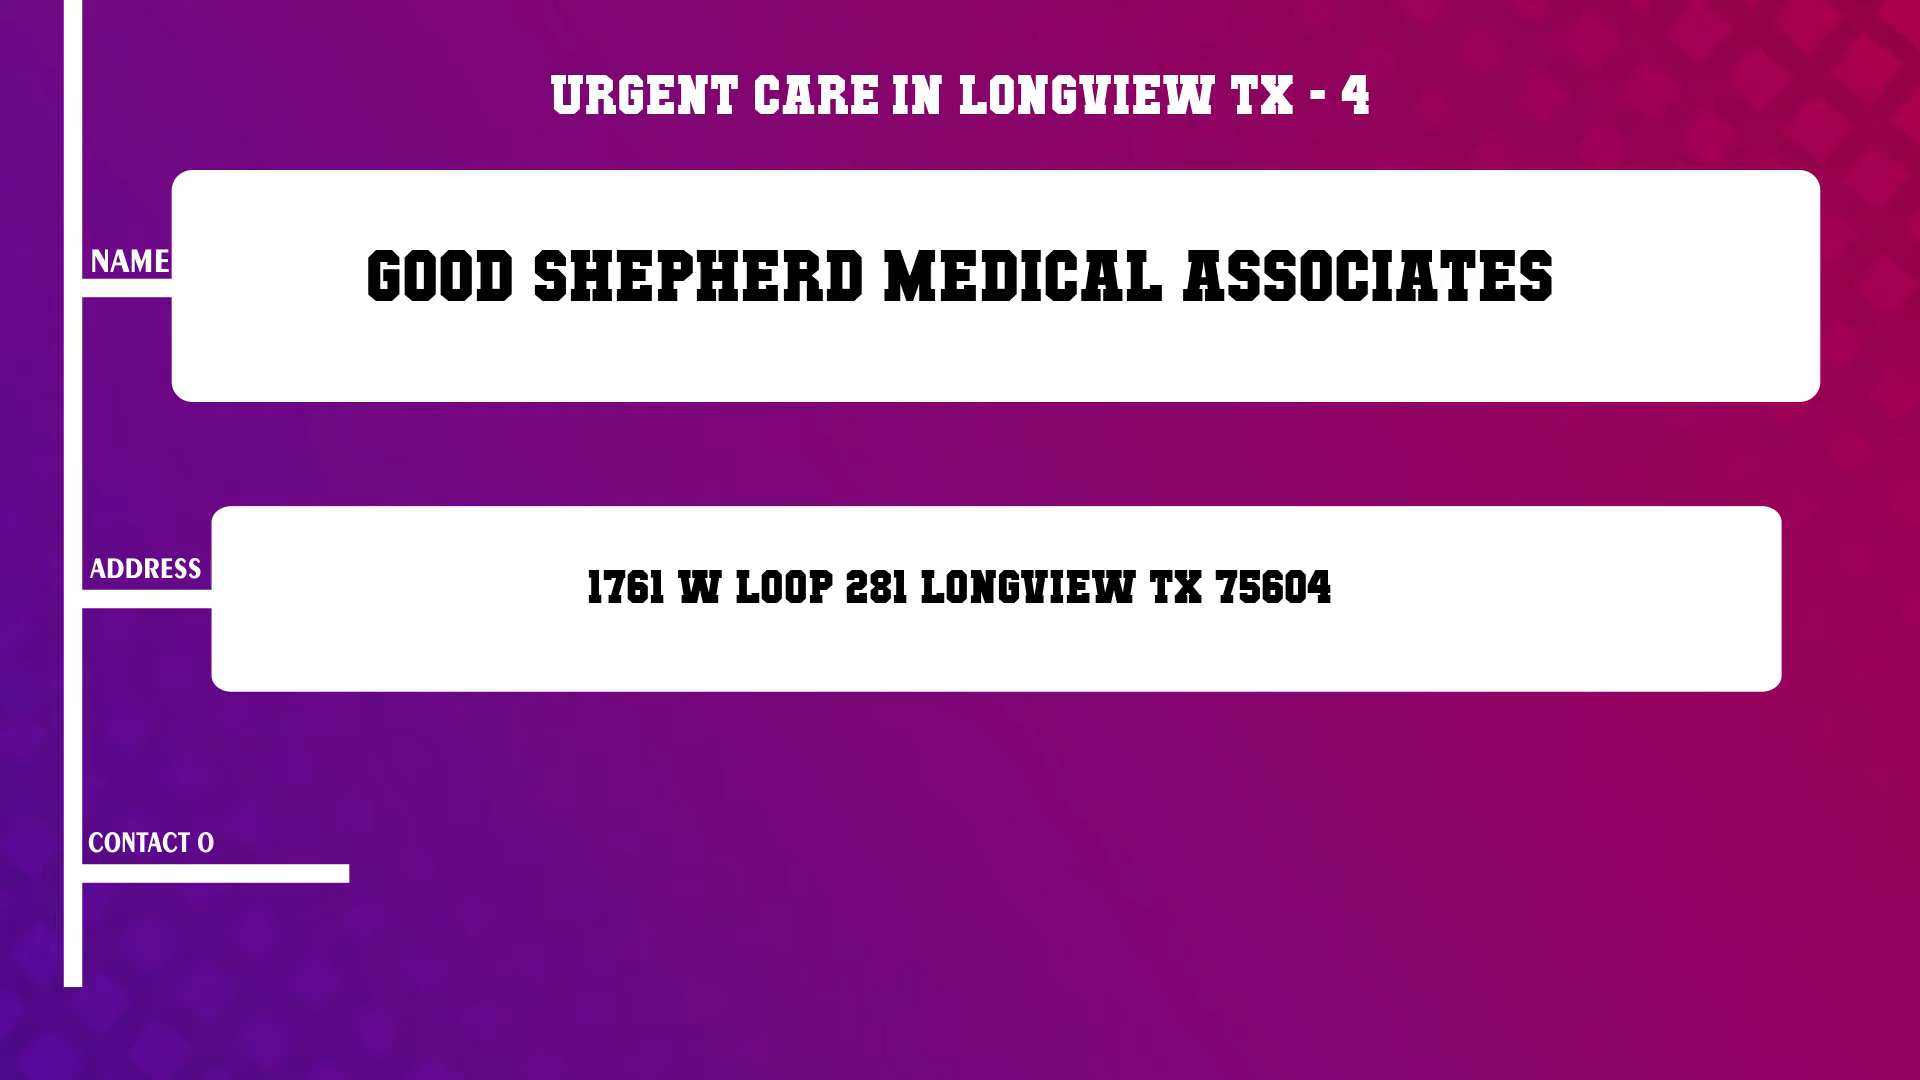 URGENT CARE IN LONGVIEW TX - 4
NAME
GOOD SHEPHERD MEDICAL ASSOCIATES
ADDRESS
1761 W LOOP 281 LONGVIEW TX 75604
CONTACT O